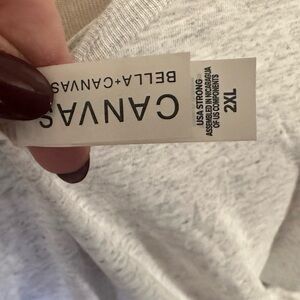 CANVAS
BELLA+CANVAS
USA STRONG
ASSEMBLED IN NICARAGUA
OF US COMPONENTS
2XL